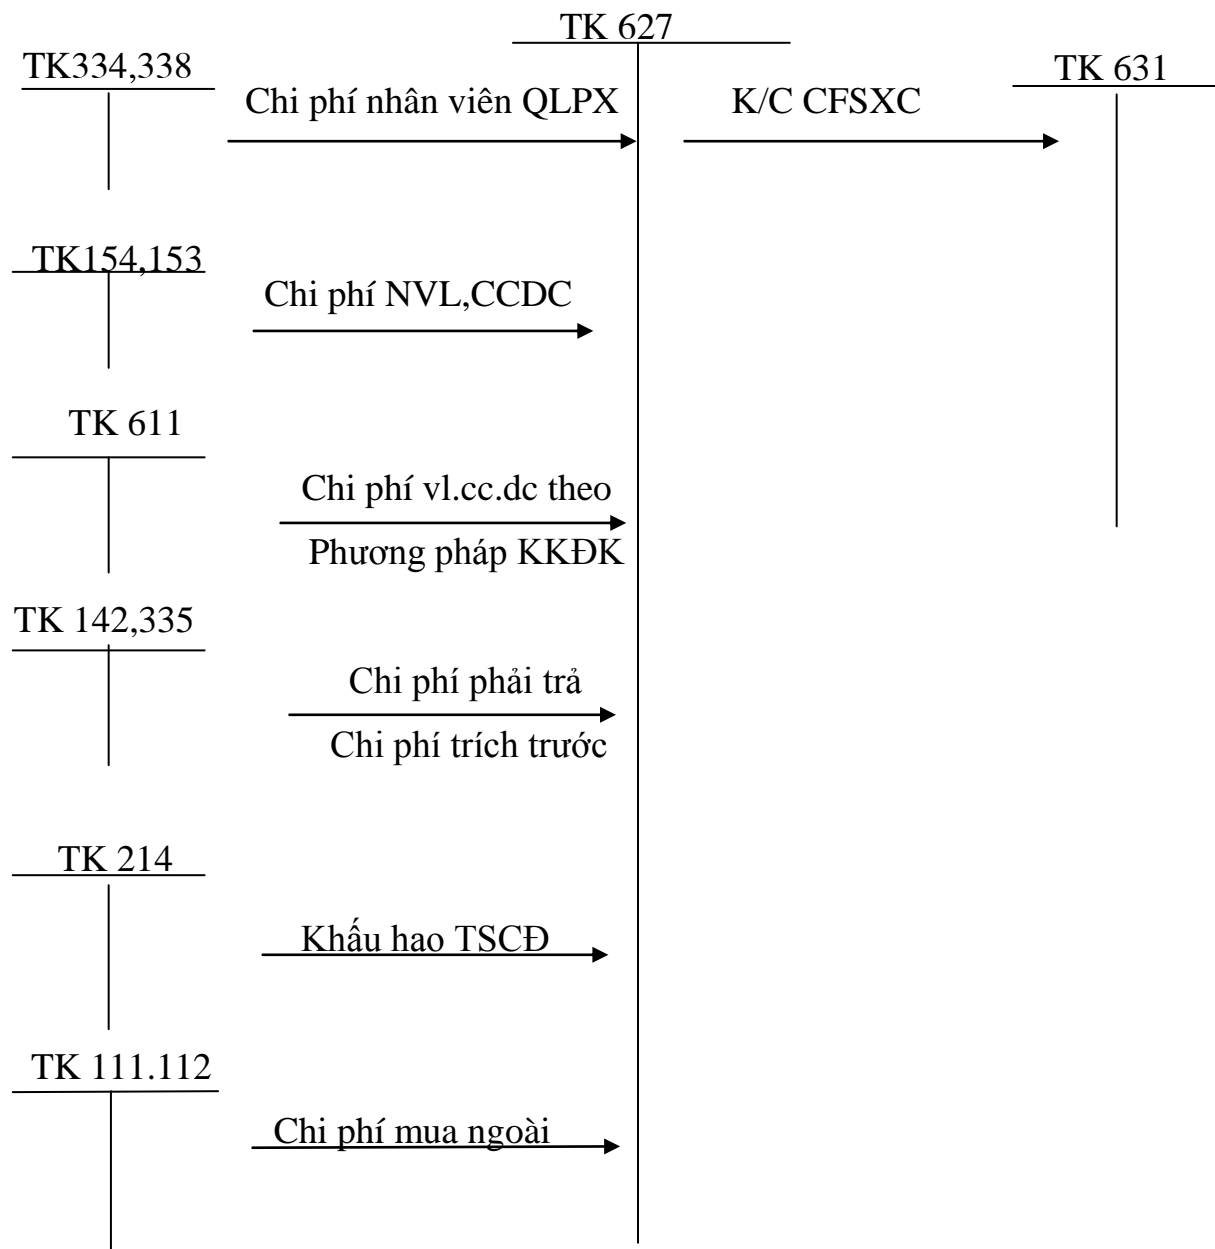 TK 627
TK334,338
TK 631
Chi phí nhân viên QLPX
K/C CFSXC
TK154,153
Chi phí NVL,CCDC
TK 611
Chi phí vl.cc.dc theo
Phương pháp KKĐK
TK 142,335
Chi phí phải trả
Chi phí trích trước
TK 214
Khấu hao TSCĐ
TK 111.112
Chi phí mua ngoài